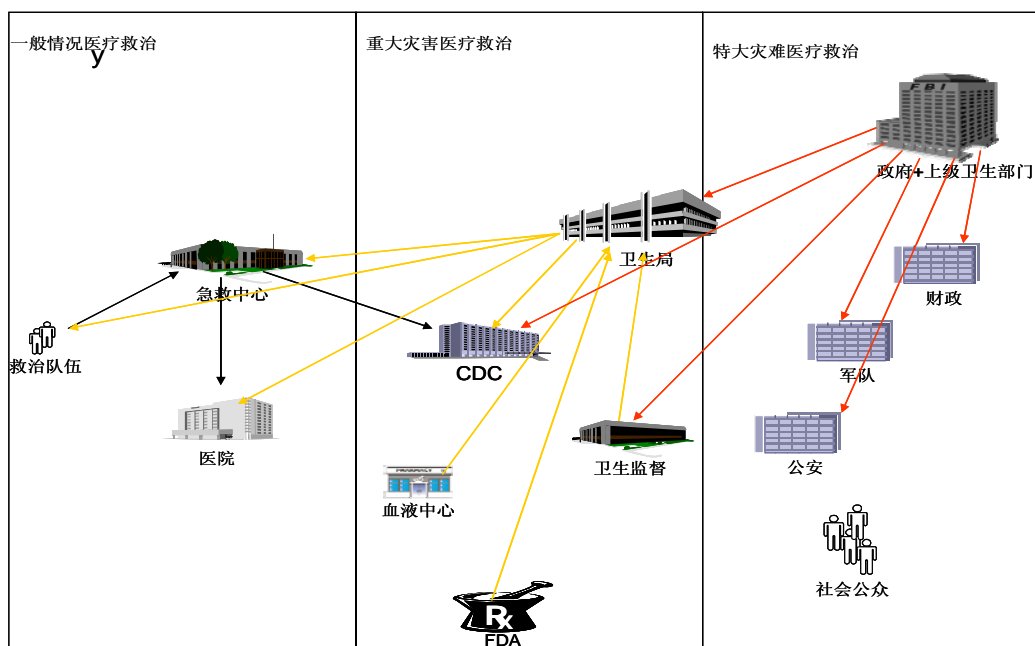 一般情况医疗救治
y
重大灾害医疗救治
特大灾难医疗救治
FBI
政府+上级卫生部门
卫生局
急救中心
财政
救治队伍
CDC
军队
医院
公安
卫生监督
PHARMACY
血液中心
社会公众
Rx
FDA